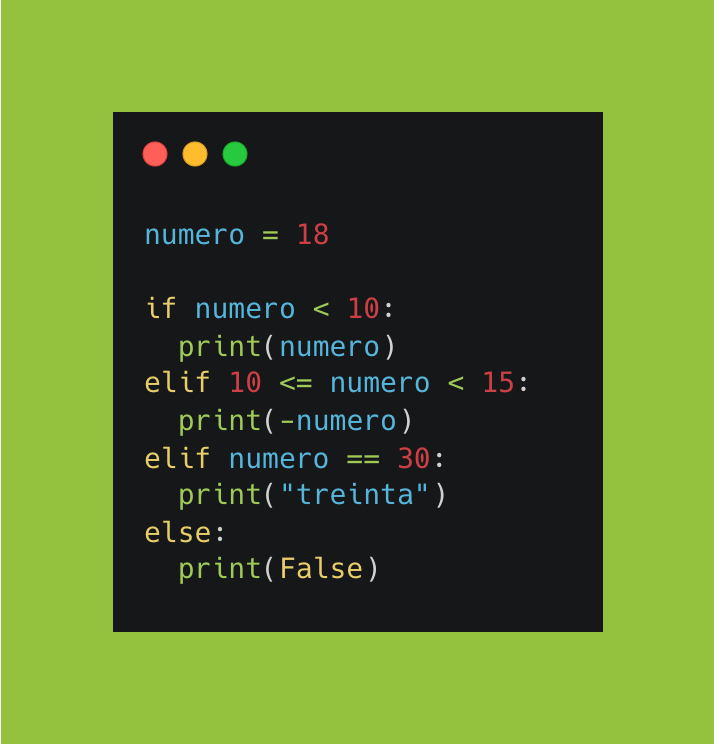 numero = 18
if numero < 10:
  print(numero)
elif 10 <= numero < 15:
  print(-numero)
elif numero == 30:
  print("treinta")
else:
  print(False)